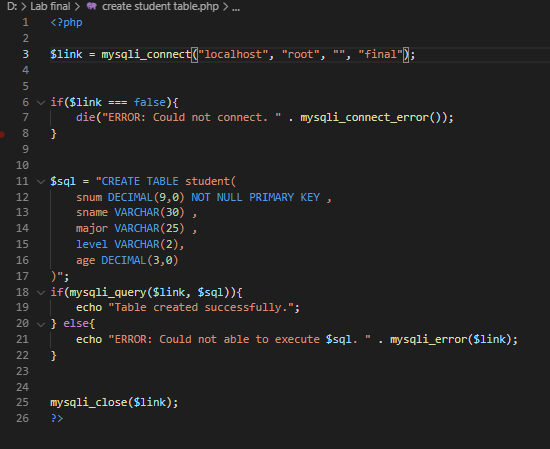 D: > Lab final > create student table.php > ...
1 <?php
2
3 $link = mysqli_connect("localhost", "root", "", "final");
4
5
6 if($link === false){
7 die("ERROR: Could not connect. " . mysqli_connect_error());
8 }
9
10
11 $sql = "CREATE TABLE student(
12 snum DECIMAL(9,0) NOT NULL PRIMARY KEY ,
13 sname VARCHAR(30) ,
14 major VARCHAR(25) ,
15 level VARCHAR(2),
16 age DECIMAL(3,0)
17 )";
18 if(mysqli_query($link, $sql)){
19 echo "Table created successfully.";
20 } else{
21 echo "ERROR: Could not able to execute $sql. " . mysqli_error($link);
22 }
23
24
25 mysqli_close($link);
26 ?>